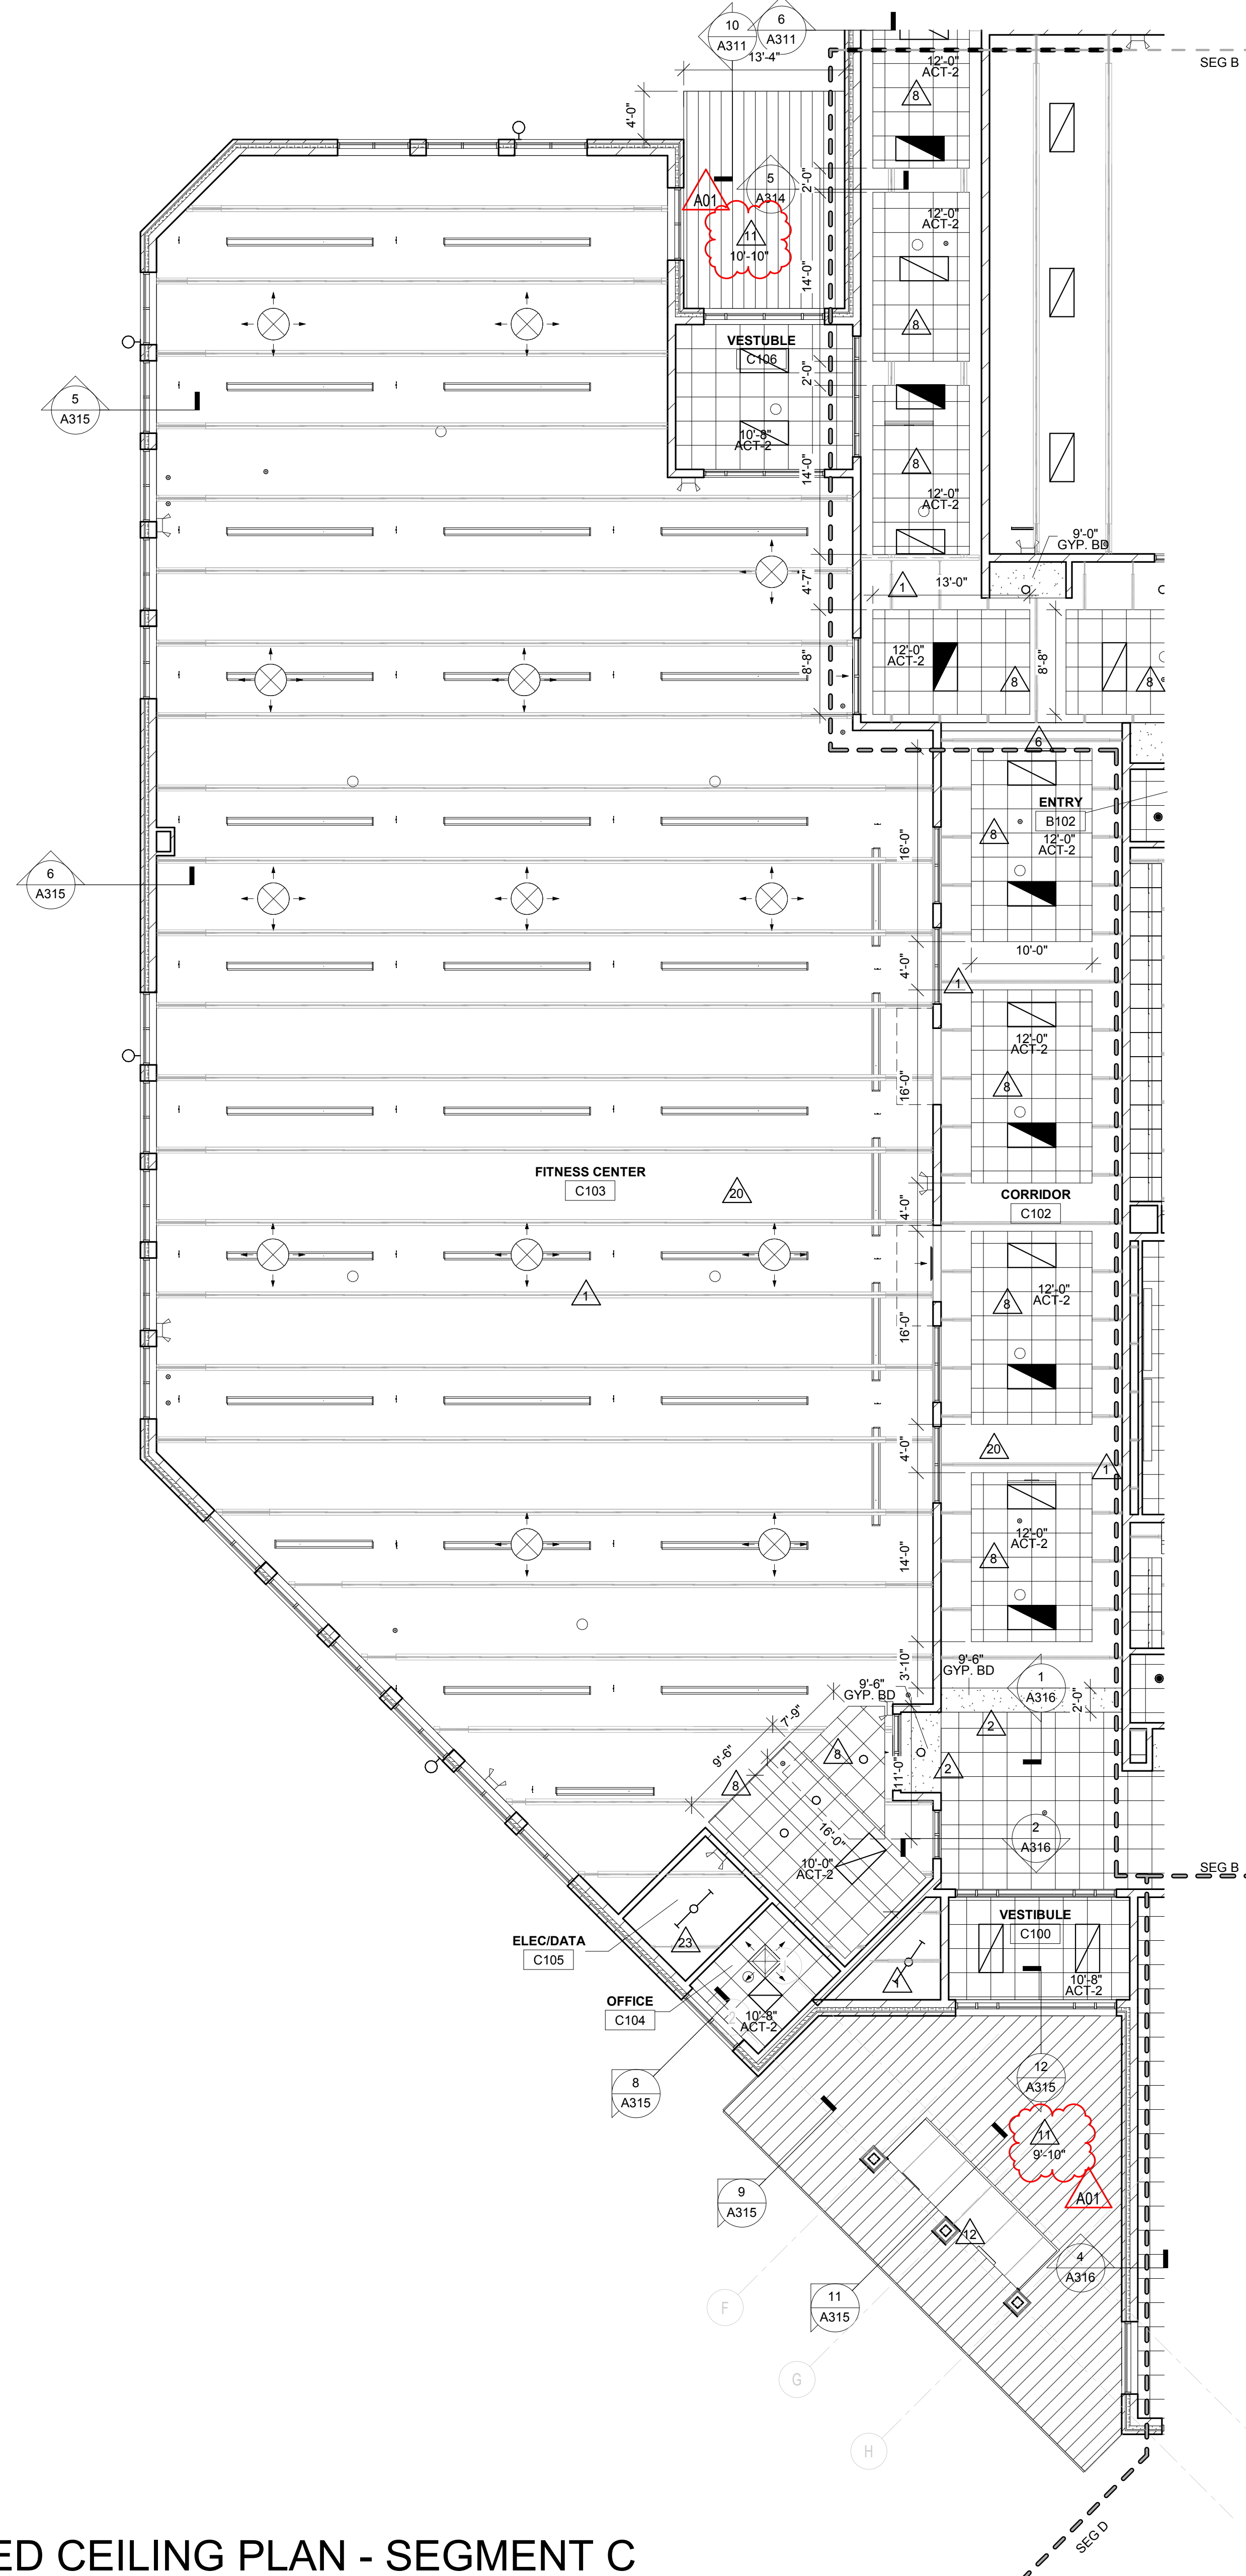 10
A311
6
A311
13'-4"
SEG B
12'-0"
ACT-2
8
4'-0"
5
A314
2'-0"
A01
11
10'-10"
12'-0"
ACT-2
14'-0"
8
VESTUBLE
C106
2'-0"
5
A315
10'-8"
ACT-2
14'-0"
8
12'-0"
ACT-2
9'-0"
GYP. BD
4'-7"
1
13'-0"
12'-0"
ACT-2
8'-8"
8
8'-8"
8
6
ENTRY
B102
8
12'-0"
ACT-2
16'-0"
6
A315
10'-0"
4'-0"
1
12'-0"
ACT-2
16'-0"
8
FITNESS CENTER
C103
20
CORRIDOR
C102
4'-0"
1
8
12'-0"
ACT-2
16'-0"
20
4'-0"
1
12'-0"
ACT-2
14'-0"
8
3'-10"
9'-6"
GYP. BD
9'-6"
GYP. BD
1
A316
2'-0"
7'-9"
2
9'-6"
8
8
11'-0"
2
16'-0"
2
A316
10'-0"
ACT-2
SEG B
ELEC/DATA
C105
23
VESTIBULE
C100
1
10'-8"
ACT-2
OFFICE
C104
J
2
10'-8"
ACT-2
8
A315
12
A315
11
9'-10"
A01
9
A315
12
4
A316
11
A315
F
G
H
SEG D
ED CEILING PLAN - SEGMENT C